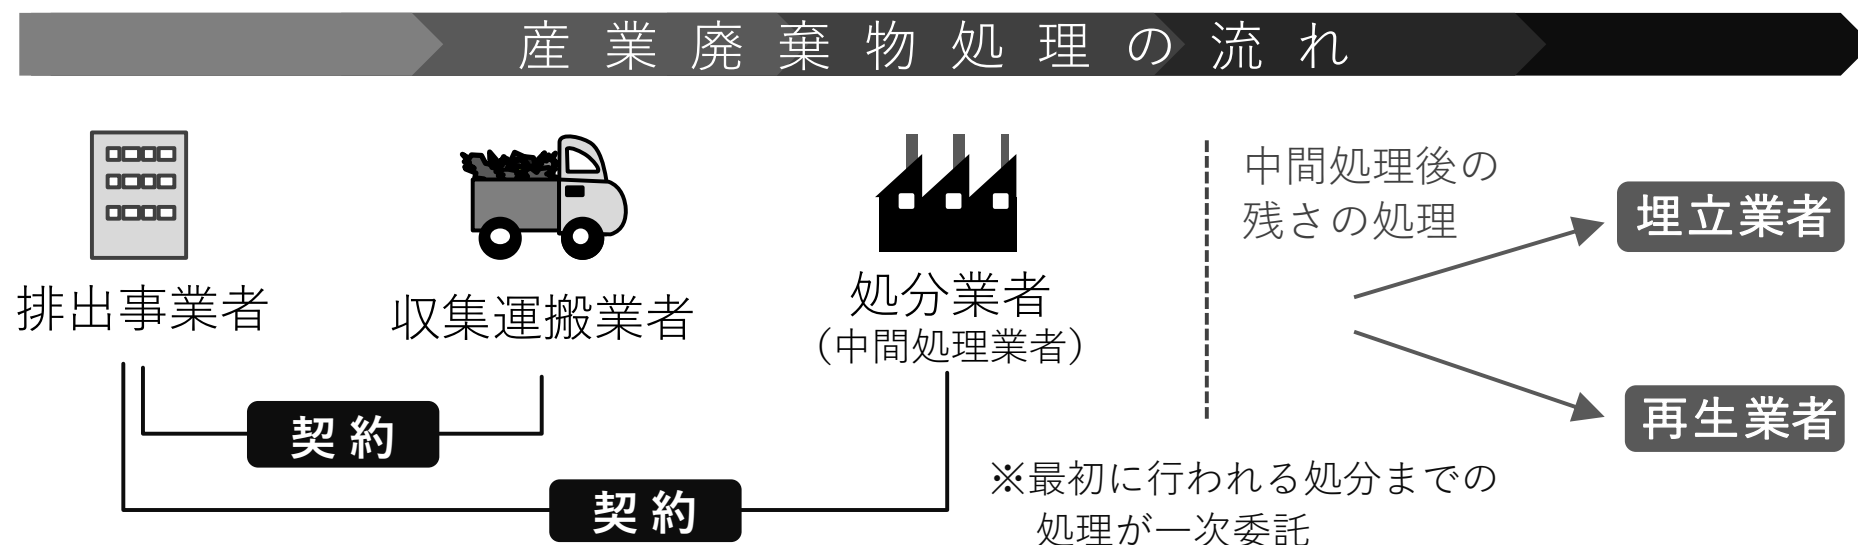 産業廃棄物処理の流れ
中間処理後の
残さの処理
埋立業者
排出事業者
収集運搬業者
処分業者
（中間処理業者）
再生業者
契約
契約
※最初に行われる処分までの
処理が一次委託